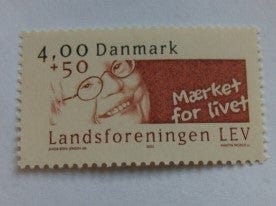 4,00 Danmark
+50
Mærket
for livet
Landsforeningen LEV